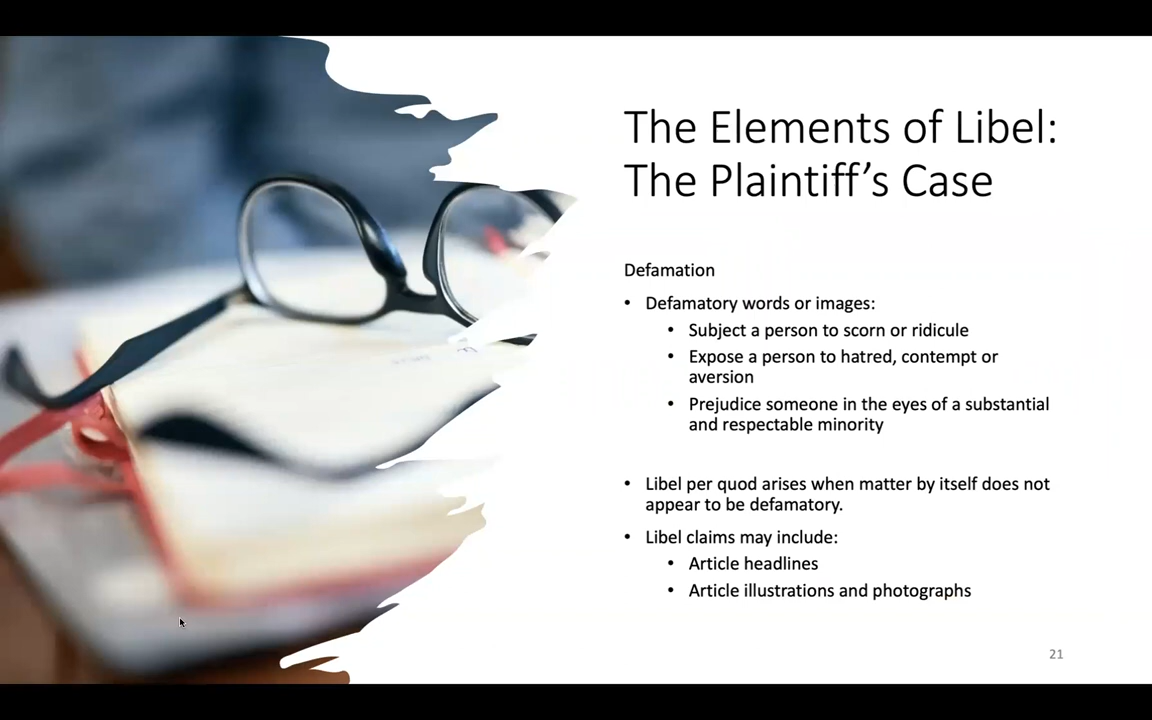 The Elements of Libel:
The Plaintiff's Case
Defamation
• Defamatory words or images:
• Subject a person to scorn or ridicule
• Expose a person to hatred, contempt or
aversion
• Prejudice someone in the eyes of a substantial
and respectable minority
• Libel per quod arises when matter by itself does not
appear to be defamatory.
• Libel claims may include:
• Article headlines
• Article illustrations and photographs
21